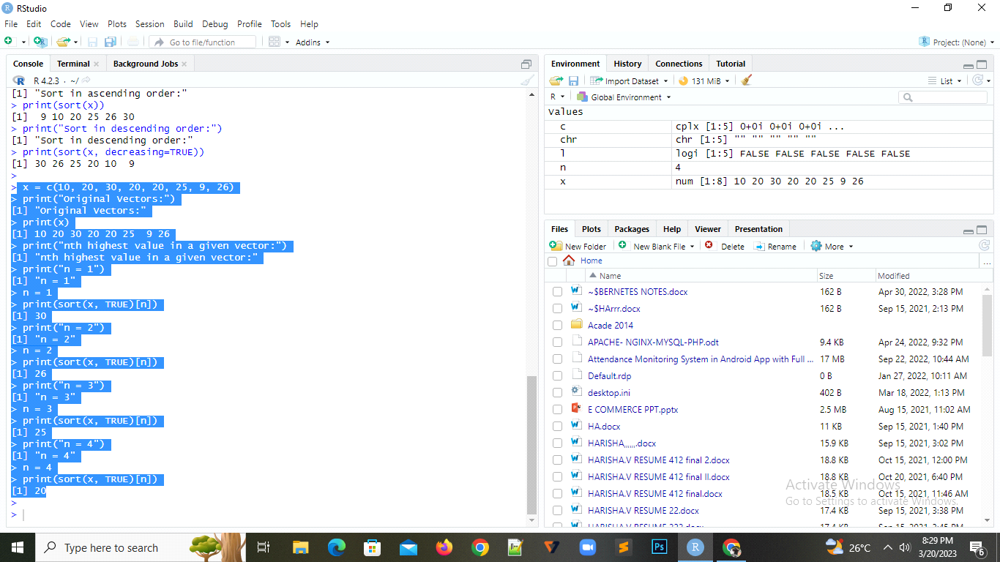 RStudio
File Edit Code View Plots Session Build Debug Profile Tools Help
Go to file/function Addins Project: (None)
Console Terminal Background Jobs
R 4.2.3 . ~/
[1] "Sort in ascending order:"
> print(sort(x))
[1]  9 10 20 25 26 30
> print("Sort in descending order:")
[1] "Sort in descending order:"
> print(sort(x, decreasing=TRUE))
[1] 30 26 25 20 10  9
>
> x = c(10, 20, 30, 20, 20, 25, 9, 26)
> print("Original Vectors:")
[1] "Original Vectors:"
> print(x)
[1] 10 20 30 20 20 25  9 26
> print("nth highest value in a given vector:")
[1] "nth highest value in a given vector:"
> print("n = 1")
[1] "n = 1"
> n = 1
> print(sort(x, TRUE)[n])
[1] 30
> print("n = 2")
[1] "n = 2"
> n = 2
> print(sort(x, TRUE)[n])
[1] 26
> print("n = 3")
[1] "n = 3"
> n = 3
> print(sort(x, TRUE)[n])
[1] 25
> print("n = 4")
[1] "n = 4"
> n = 4
> print(sort(x, TRUE)[n])
[1] 20
>
>
Environment History Connections Tutorial
Import Dataset 131 MiB List
R Global Environment
Values
c cplx [1:5] 0+0i 0+0i 0+0i ...
chr chr [1:5] "" "" "" "" ""
l logi [1:5] FALSE FALSE FALSE FALSE FALSE
n 4
x num [1:8] 10 20 30 20 20 25 9 26
Files Plots Packages Help Viewer Presentation
New Folder New Blank File Delete Rename More
Home ...
Name Size Modified
~$BERNETES NOTES.docx 162 B Apr 30, 2022, 3:28 PM
~$HArrr.docx 162 B Sep 15, 2021, 2:13 PM
Acade 2014
APACHE- NGINX-MYSQL-PHP.odt 9.4 KB Apr 24, 2022, 9:32 PM
Attendance Monitoring System in Android App with Full ... 17 MB Sep 22, 2022, 10:44 AM
Default.rdp 0 B Jan 27, 2022, 10:11 AM
desktop.ini 402 B Mar 18, 2022, 1:13 PM
E COMMERCE PPT.pptx 2.5 MB Aug 15, 2021, 11:02 AM
HA.docx 11 KB Sep 15, 2021, 1:40 PM
HARISHA,,,,,,.docx 15.9 KB Sep 15, 2021, 3:02 PM
HARISHA.V RESUME 412 final 2.docx 18.8 KB Oct 15, 2021, 12:00 PM
HARISHA.V RESUME 412 final II.docx 18.8 KB Oct 20, 2021, 6:40 PM
HARISHA.V RESUME 412 final.docx 18.5 KB Oct 15, 2021, 11:46 AM
HARISHA.V RESUME 22.docx 17.4 KB Sep 15, 2021, 3:38 PM
Activate Windows
Go to Settings to activate Windows.
Type here to search
Ps R 26°C 8:29 PM
3/20/2023 6